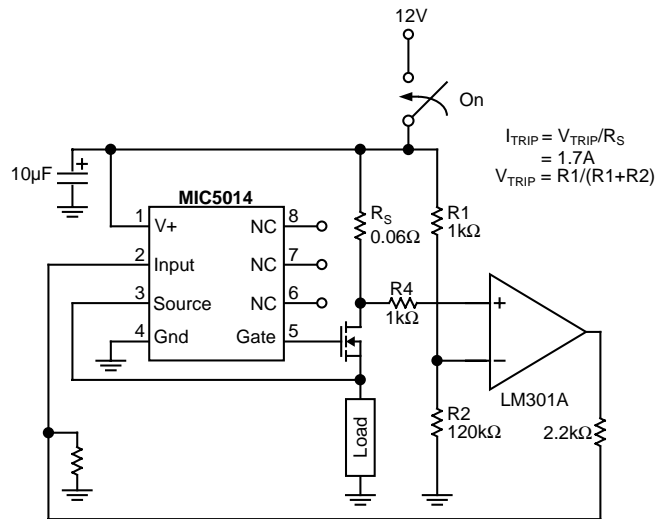 12V
On
I_TRIP = V_TRIP/R_S
= 1.7A
V_TRIP = R1/(R1+R2)
10µF
+
MIC5014
1 V+ NC 8
2 Input NC 7
3 Source NC 6
4 Gnd Gate 5
R_S
0.06Ω
R1
1kΩ
R4
1kΩ
+
−
LM301A
R2
120kΩ
2.2kΩ
Load